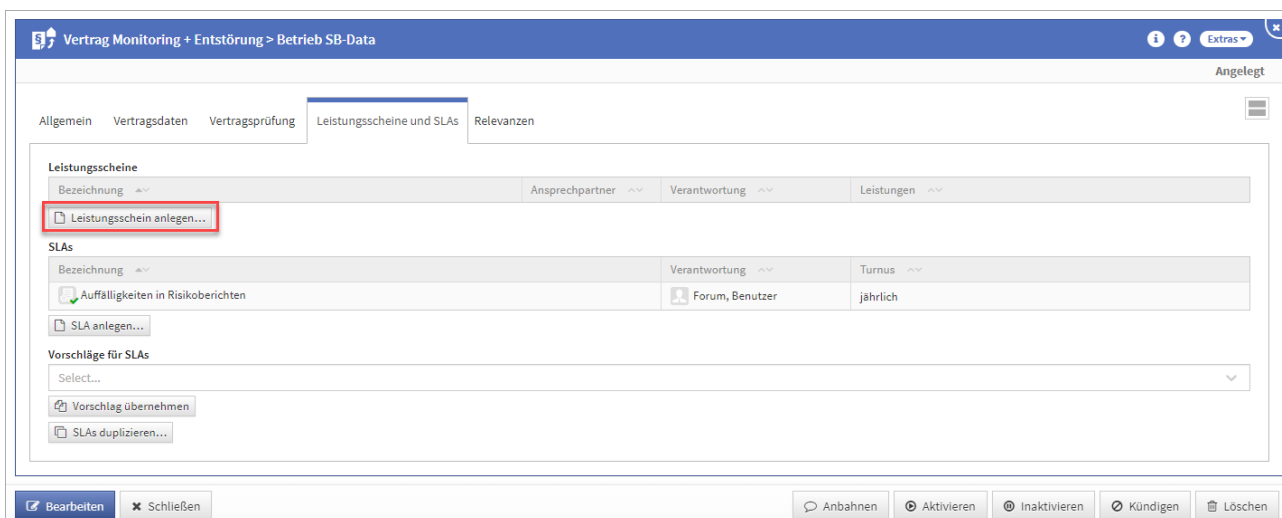 Vertrag Monitoring + Entstörung > Betrieb SB-Data
Extras
Angelegt
Allgemein Vertragsdaten Vertragsprüfung Leistungsscheine und SLAs Relevanzen
Leistungsscheine
Bezeichnung Ansprechpartner Verantwortung Leistungen
Leistungsschein anlegen...
SLAs
Bezeichnung Verantwortung Turnus
Auffälligkeiten in Risikoberichten Forum, Benutzer jährlich
SLA anlegen...
Vorschläge für SLAs
Select...
Vorschlag übernehmen
SLAs duplizieren...
Bearbeiten Schließen Anbahnen Aktivieren Inaktivieren Kündigen Löschen